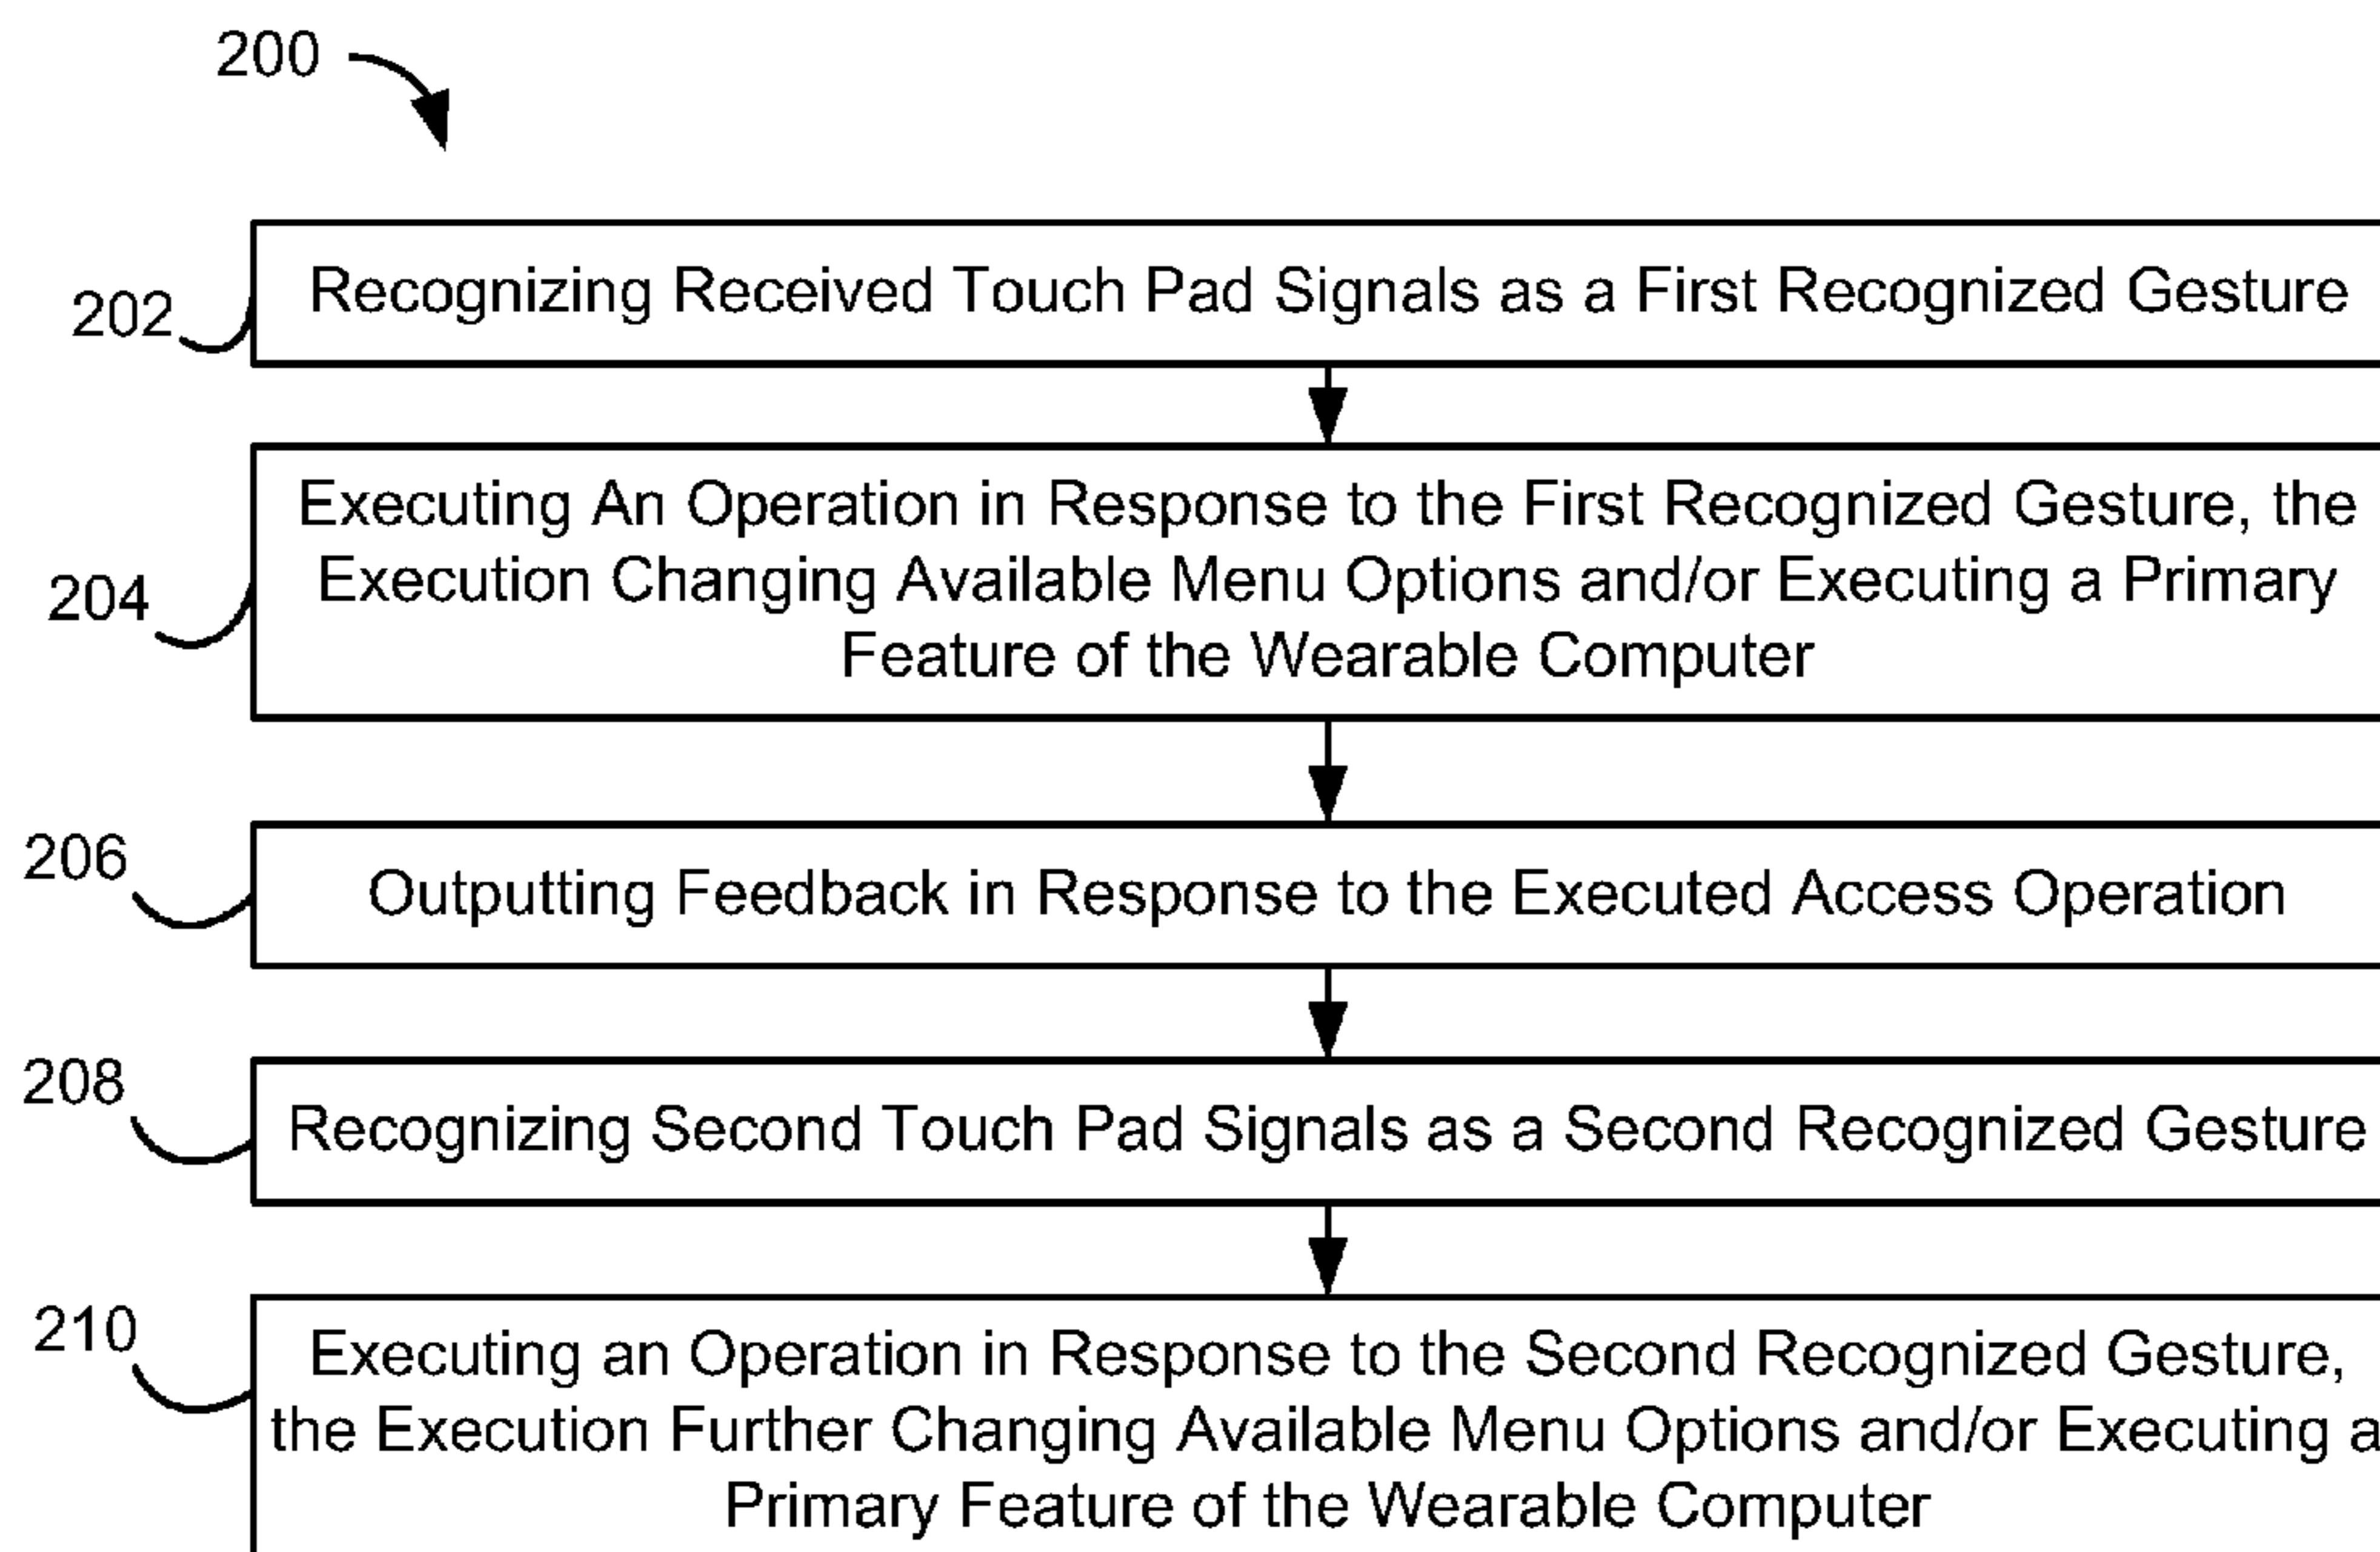 200
202
Recognizing Received Touch Pad Signals as a First Recognized Gesture
204
Executing An Operation in Response to the First Recognized Gesture, the
Execution Changing Available Menu Options and/or Executing a Primary
Feature of the Wearable Computer
206
Outputting Feedback in Response to the Executed Access Operation
208
Recognizing Second Touch Pad Signals as a Second Recognized Gesture
210
Executing an Operation in Response to the Second Recognized Gesture,
the Execution Further Changing Available Menu Options and/or Executing a
Primary Feature of the Wearable Computer